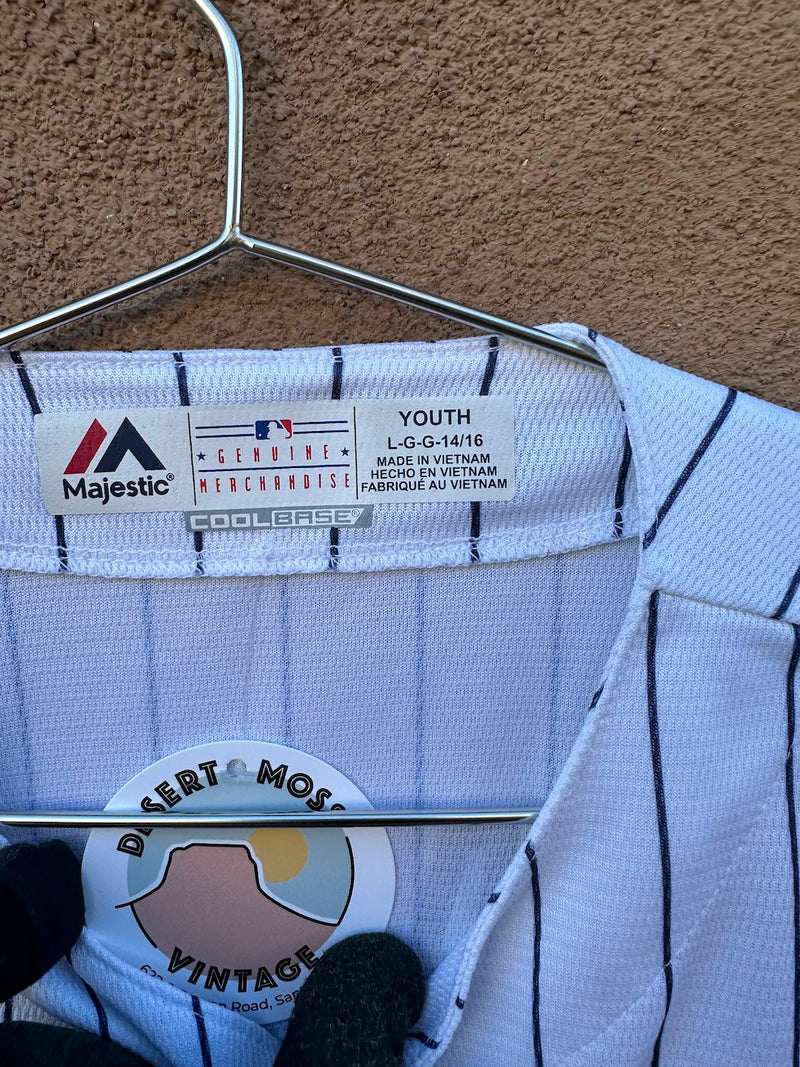 Majestic®
GENUINE
MERCHANDISE
YOUTH
L-G-G-14/16
MADE IN VIETNAM
HECHO EN VIETNAM
FABRIQUÉ AU VIETNAM
COOLBASE®
DESERT MOSS
VINTAGE
Road,